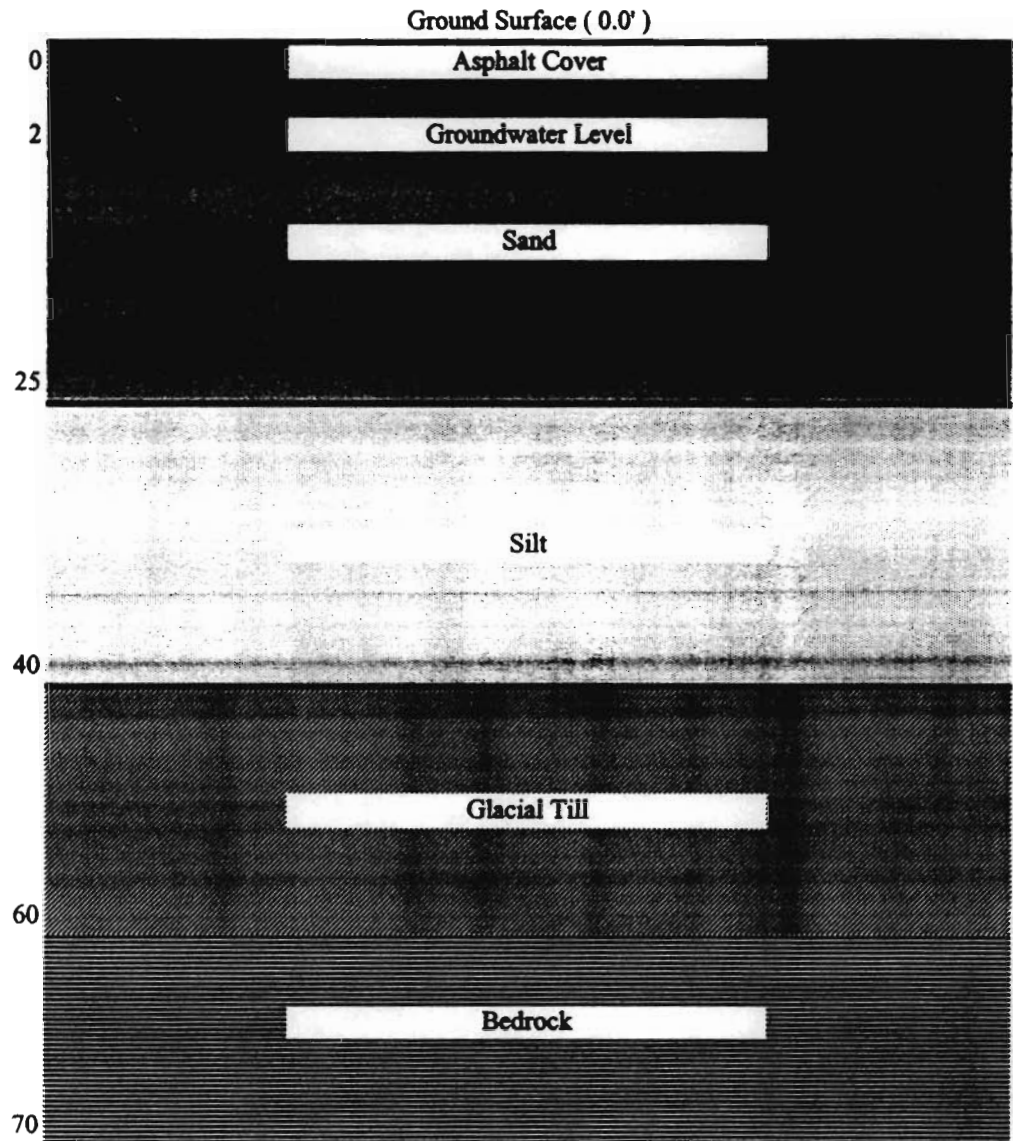 Ground Surface ( 0.0' )
0
Asphalt Cover
2
Groundwater Level
Sand
25
Silt
40
Glacial Till
60
Bedrock
70